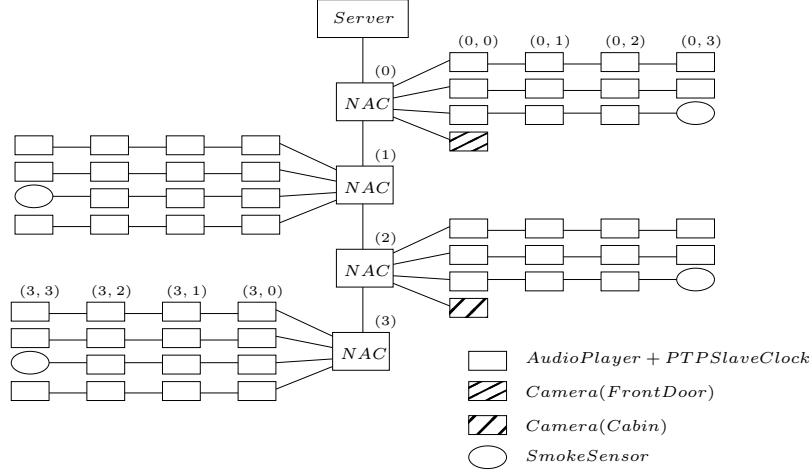 Server
(0)
(0, 0) (0, 1) (0, 2) (0, 3)
NAC
(1)
NAC
(2)
NAC
(3, 3) (3, 2) (3, 1) (3, 0)
(3)
NAC
AudioPlayer + PTPSlaveClock
Camera(FrontDoor)
Camera(Cabin)
SmokeSensor